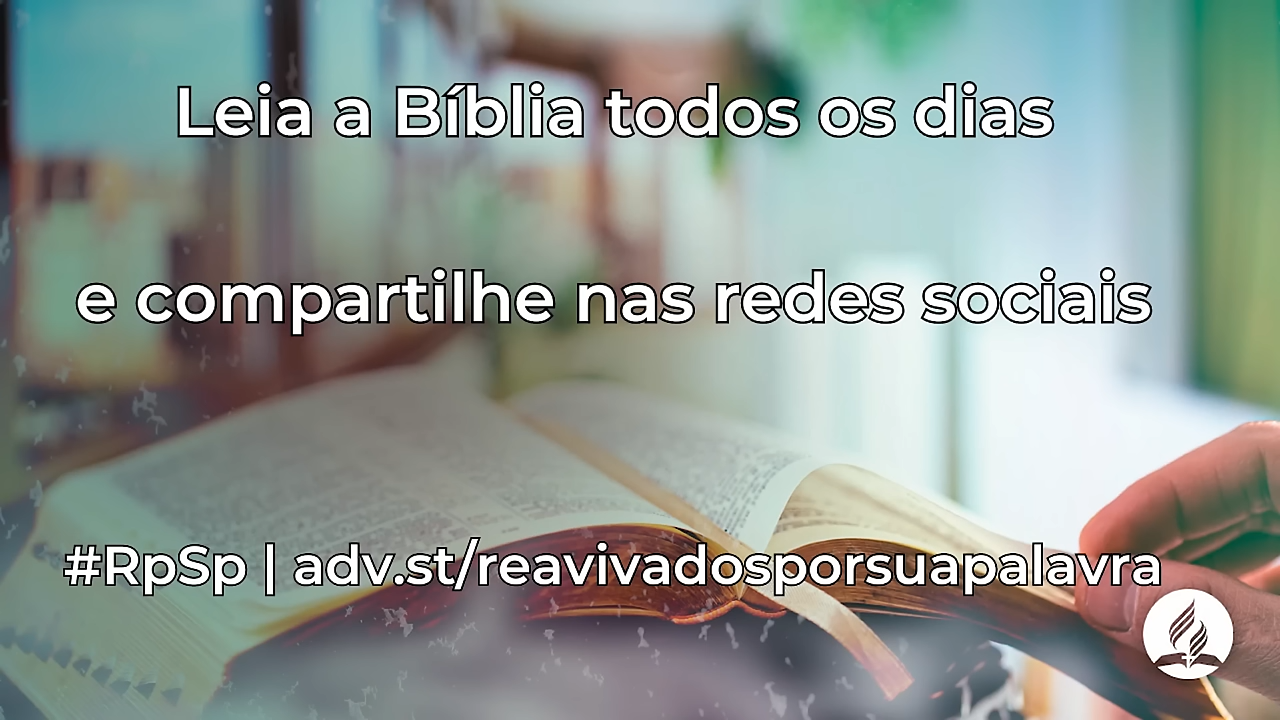 Leia a Bíblia todos os dias
e compartilhe nas redes sociais
#RpSp | adv.st/reavivadosporsuapalavra